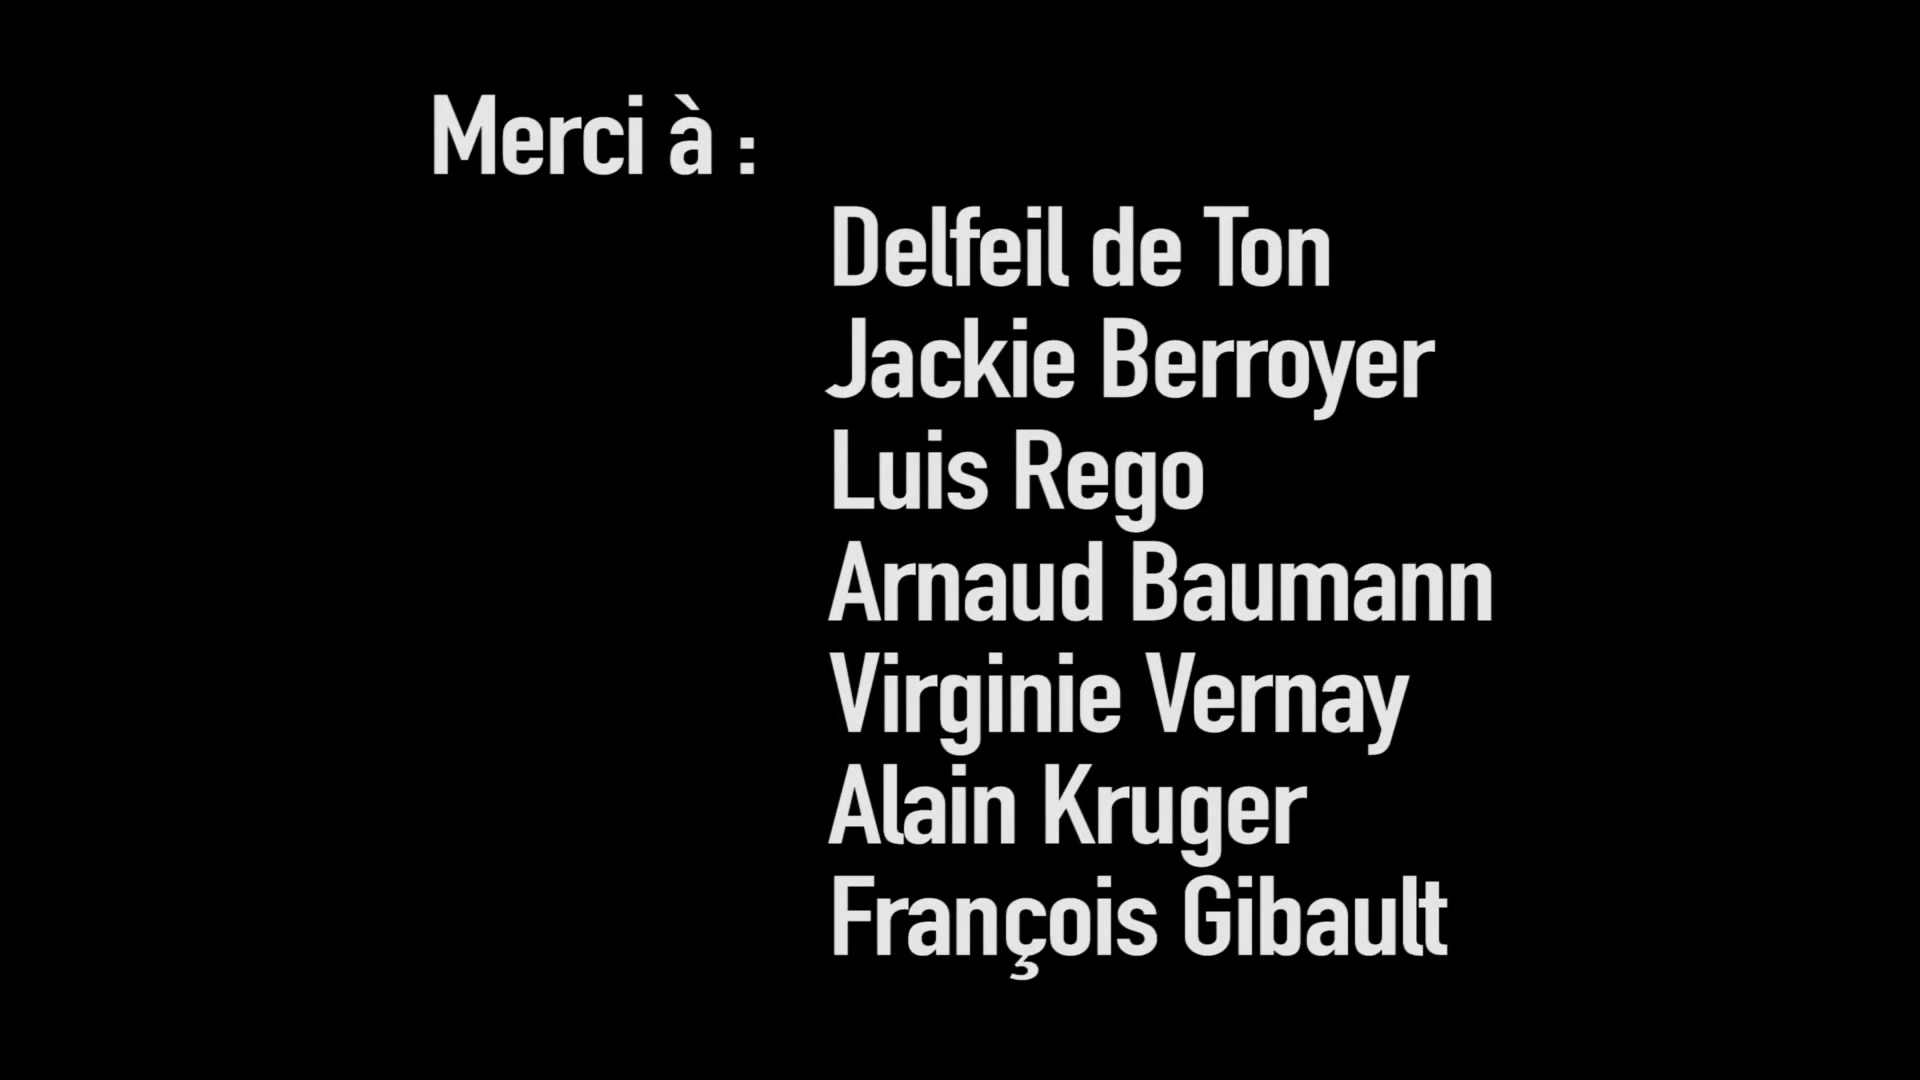 Merci à :
Delfeil de Ton
Jackie Berroyer
Luis Rego
Arnaud Baumann
Virginie Vernay
Alain Kruger
François Gibault